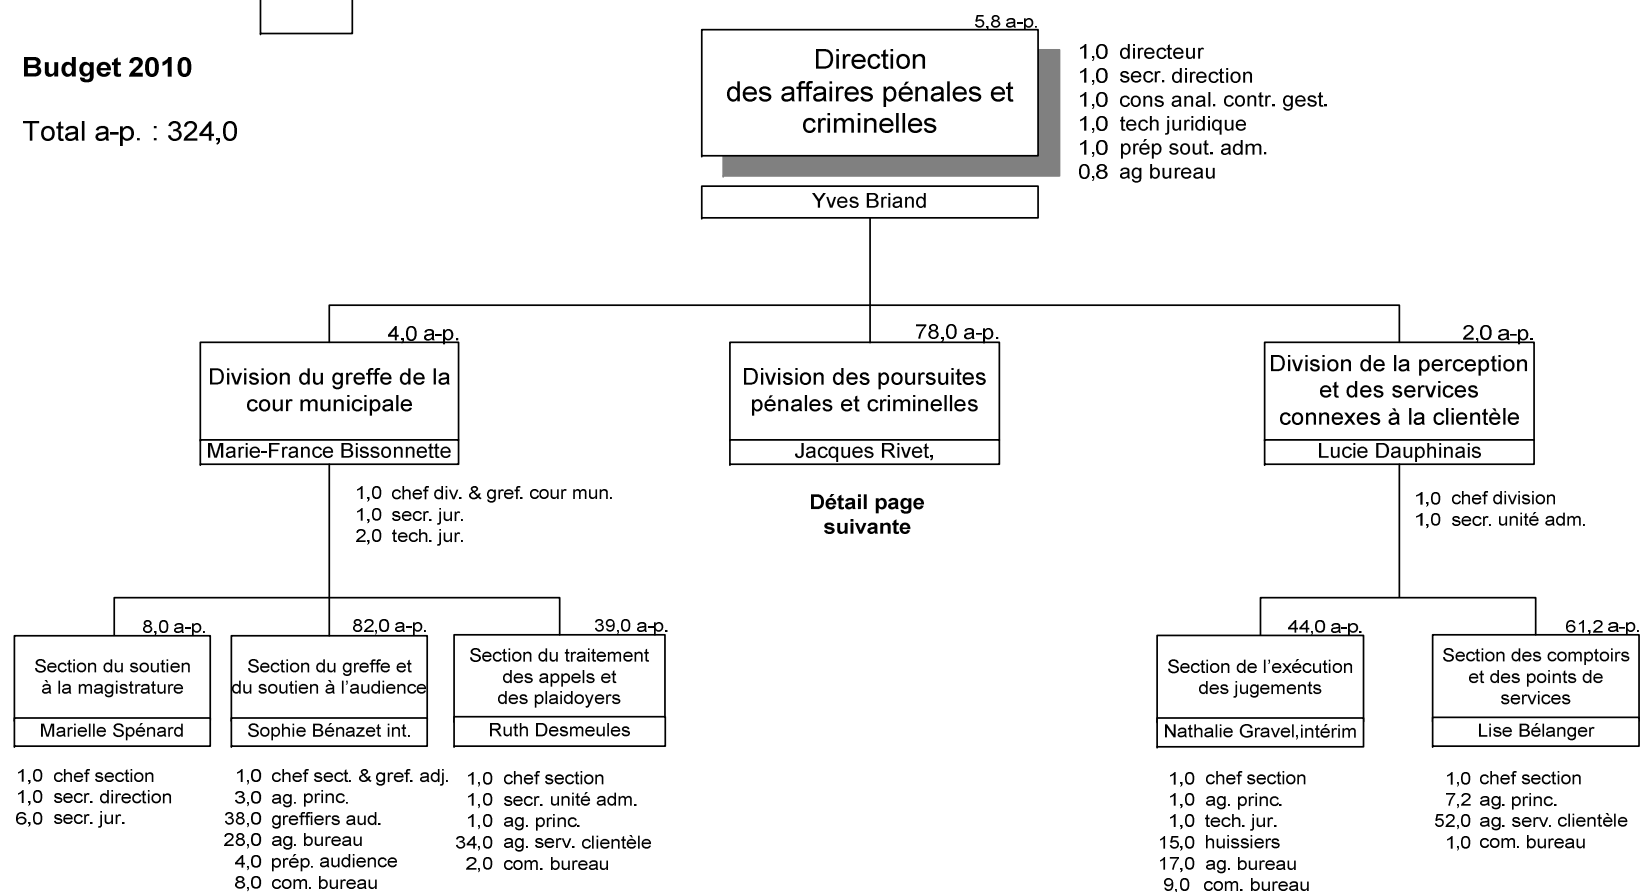 Budget 2010
Total a-p. : 324,0
5,8 a-p.
Direction
des affaires pénales et
criminelles
Yves Briand
1,0 directeur
1,0 secr. direction
1,0 cons anal. contr. gest.
1,0 tech juridique
1,0 prép sout. adm.
0,8 ag bureau
4,0 a-p.
Division du greffe de la
cour municipale
Marie-France Bissonnette
1,0 chef div. & gref. cour mun.
1,0 secr. jur.
2,0 tech. jur.
78,0 a-p.
Division des poursuites
pénales et criminelles
Jacques Rivet,
Détail page
suivante
2,0 a-p.
Division de la perception
et des services
connexes à la clientèle
Lucie Dauphinais
1,0 chef division
1,0 secr. unité adm.
8,0 a-p.
Section du soutien
à la magistrature
Marielle Spénard
1,0 chef section
1,0 secr. direction
6,0 secr. jur.
82,0 a-p.
Section du greffe et
du soutien à l'audience
Sophie Bénazet int.
1,0 chef sect. & gref. adj.
3,0 ag. princ.
38,0 greffiers aud.
28,0 ag. bureau
4,0 prép. audience
8,0 com. bureau
39,0 a-p.
Section du traitement
des appels et
des plaidoyers
Ruth Desmeules
1,0 chef section
1,0 secr. unité adm.
1,0 ag. princ.
34,0 ag. serv. clientèle
2,0 com. bureau
44,0 a-p.
Section de l'exécution
des jugements
Nathalie Gravel,intérim
1,0 chef section
1,0 ag. princ.
1,0 tech. jur.
15,0 huissiers
17,0 ag. bureau
9,0 com. bureau
61,2 a-p.
Section des comptoirs
et des points de
services
Lise Bélanger
1,0 chef section
7,2 ag. princ.
52,0 ag. serv. clientèle
1,0 com. bureau